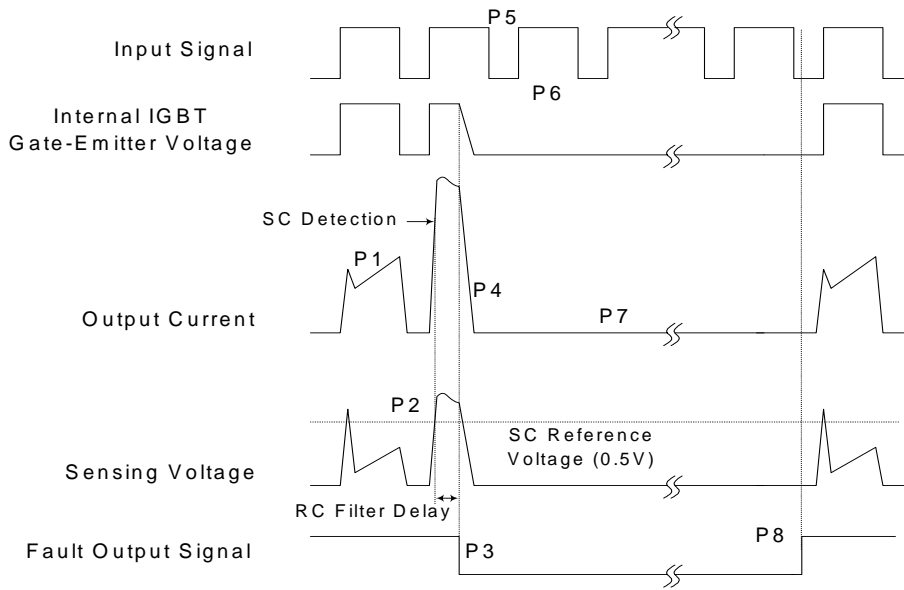 P5
Input Signal
P6
Internal IGBT
Gate-Emitter Voltage
SC Detection
P1
P4
Output Current
P7
P2
SC Reference
Voltage (0.5V)
Sensing Voltage
RC Filter Delay
Fault Output Signal
P3
P8